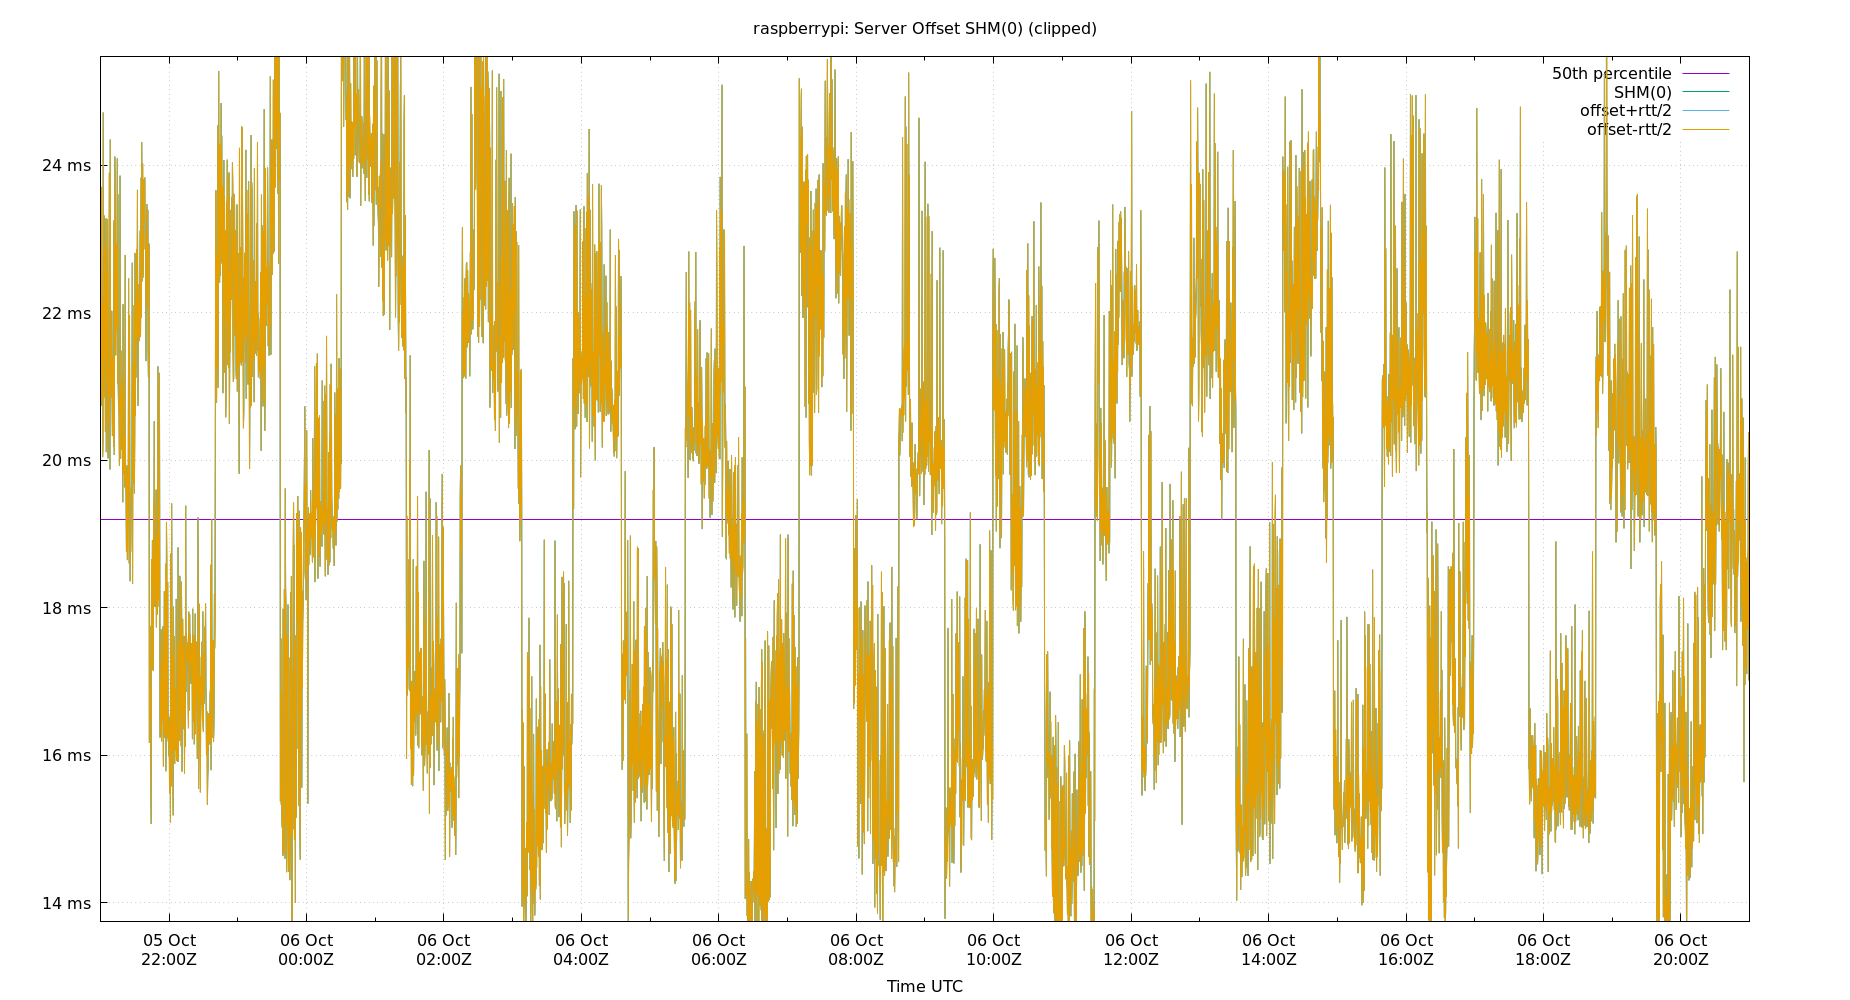 raspberrypi: Server Offset SHM(0) (clipped)
50th percentile
SHM(0)
offset+rtt/2
offset-rtt/2
24 ms
22 ms
20 ms
18 ms
16 ms
14 ms
05 Oct 06 Oct 06 Oct 06 Oct 06 Oct 06 Oct 06 Oct 06 Oct 06 Oct 06 Oct 06 Oct 06 Oct
22:00Z 00:00Z 02:00Z 04:00Z 06:00Z 08:00Z 10:00Z 12:00Z 14:00Z 16:00Z 18:00Z 20:00Z
Time UTC